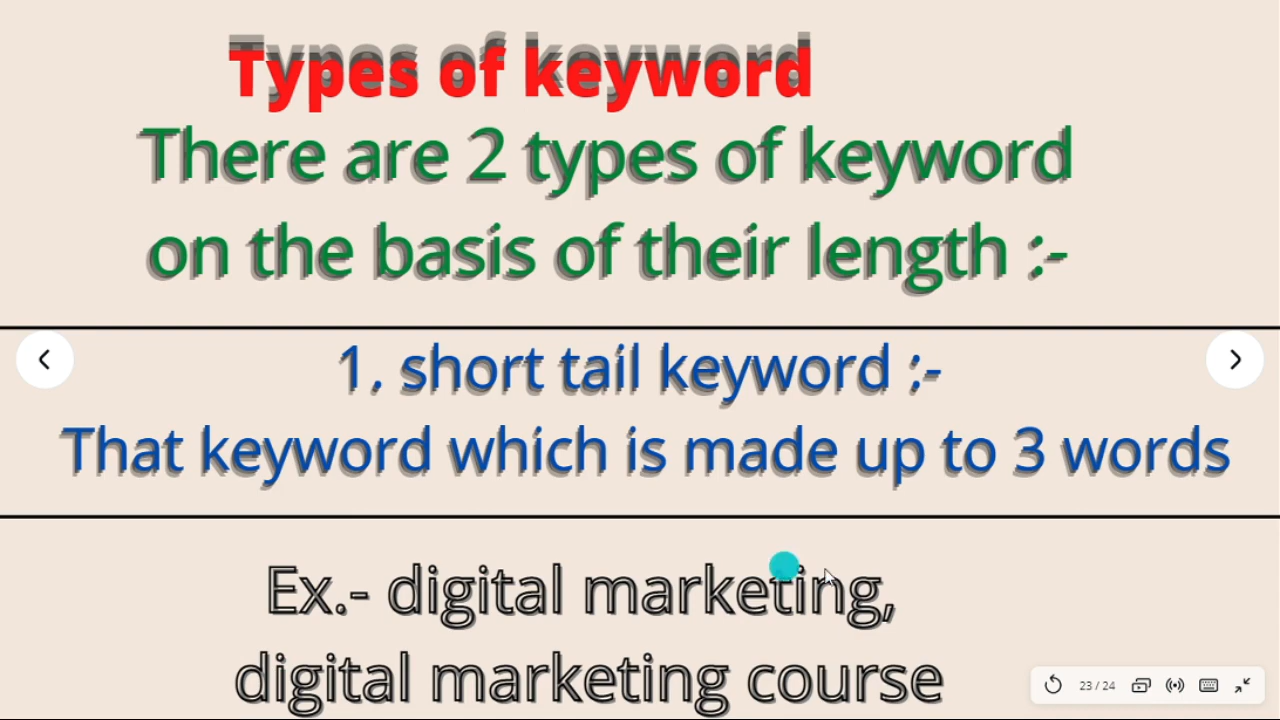 Types of keyword
There are 2 types of keyword
on the basis of their length :-
1. short tail keyword :-
That keyword which is made up to 3 words
Ex.- digital marketing,
digital marketing course
23 / 24